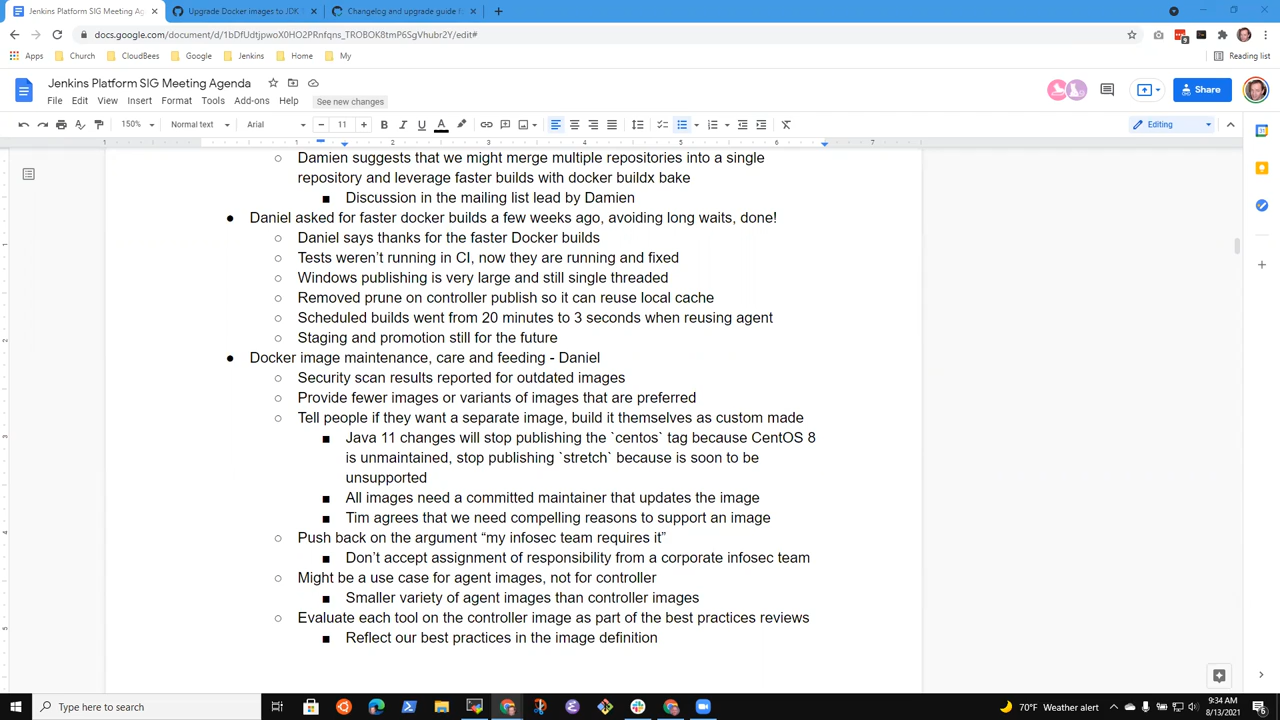 Jenkins Platform SIG Meeting Ag
Upgrade Docker images to JDK
Changelog and upgrade guide f
docs.google.com/document/d/1bDfUdtjpwoX0HO2PRnfqns_TROBOK8tmP6SgVhubr2Y/edit#
Apps
Church
CloudBees
Google
Jenkins
Home
My
Reading list
Jenkins Platform SIG Meeting Agenda
File Edit View Insert Format Tools Add-ons Help See new changes
Share
150% Normal text Arial 11 Editing
Damien suggests that we might merge multiple repositories into a single
repository and leverage faster builds with docker buildx bake
Discussion in the mailing list lead by Damien
Daniel asked for faster docker builds a few weeks ago, avoiding long waits, done!
Daniel says thanks for the faster Docker builds
Tests weren't running in CI, now they are running and fixed
Windows publishing is very large and still single threaded
Removed prune on controller publish so it can reuse local cache
Scheduled builds went from 20 minutes to 3 seconds when reusing agent
Staging and promotion still for the future
Docker image maintenance, care and feeding - Daniel
Security scan results reported for outdated images
Provide fewer images or variants of images that are preferred
Tell people if they want a separate image, build it themselves as custom made
Java 11 changes will stop publishing the `centos` tag because CentOS 8
is unmaintained, stop publishing `stretch` because is soon to be
unsupported
All images need a committed maintainer that updates the image
Tim agrees that we need compelling reasons to support an image
Push back on the argument “my infosec team requires it”
Don't accept assignment of responsibility from a corporate infosec team
Might be a use case for agent images, not for controller
Smaller variety of agent images than controller images
Evaluate each tool on the controller image as part of the best practices reviews
Reflect our best practices in the image definition
Type here to search
70°F Weather alert
9:34 AM
8/13/2021